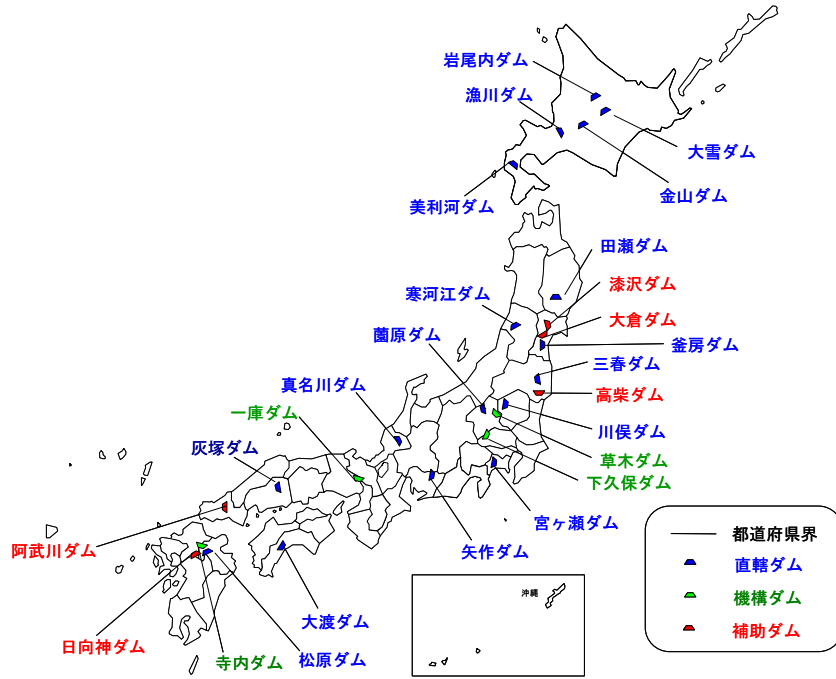 岩尾内ダム
漁川ダム
大雪ダム
金山ダム
美利河ダム
田瀬ダム
漆沢ダム
寒河江ダム
大倉ダム
薗原ダム
釜房ダム
三春ダム
真名川ダム
高柴ダム
一庫ダム
川俣ダム
灰塚ダム
草木ダム
下久保ダム
宮ヶ瀬ダム
阿武川ダム
矢作ダム
大渡ダム
日向神ダム
寺内ダム
松原ダム
沖縄
都道府県界
直轄ダム
機構ダム
補助ダム